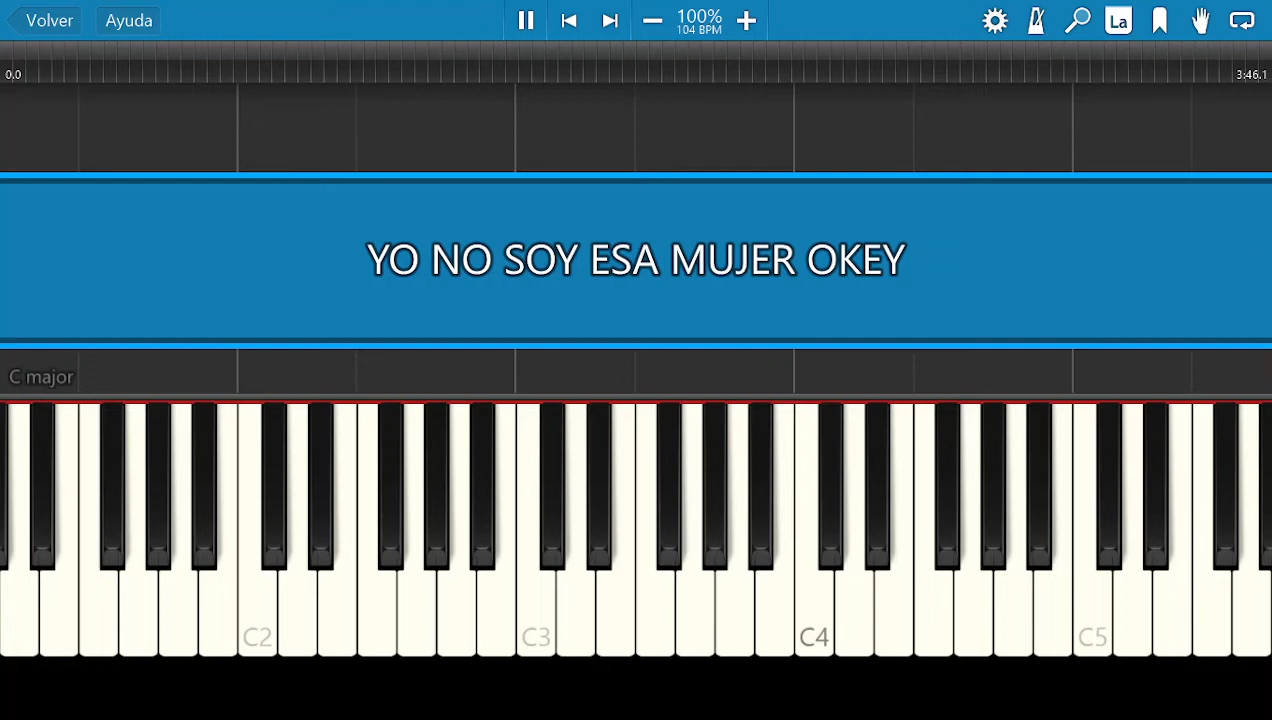 Volver
Ayuda
100%
104 BPM
La
0.0
3:46.1
YO NO SOY ESA MUJER OKEY
C major
C2
C3
C4
C5